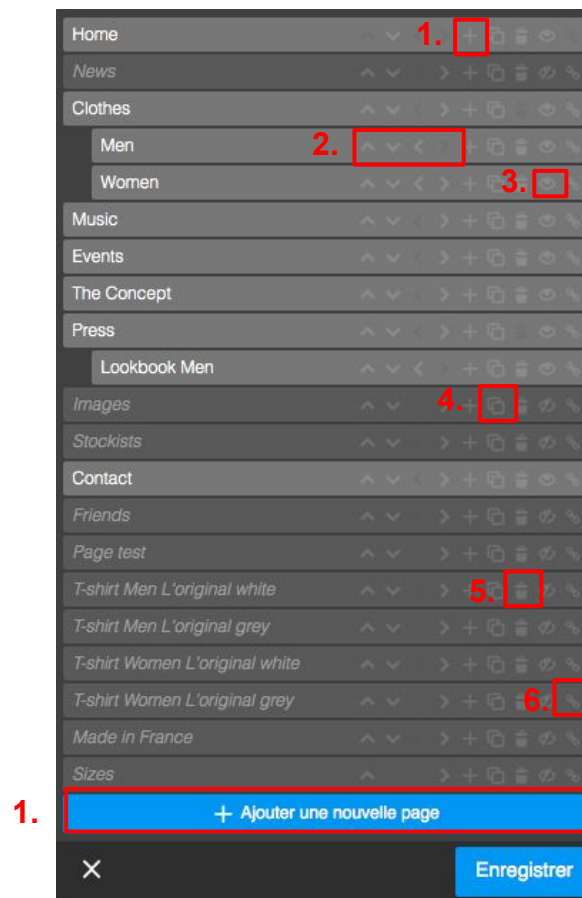 Home 1.
News
Clothes
Men 2.
Women 3.
Music
Events
The Concept
Press
Lookbook Men
Images 4.
Stockists
Contact
Friends
Page test
T-shirt Men L'original white 5.
T-shirt Men L'original grey
T-shirt Women L'original white
T-shirt Women L'original grey 6.
Made in France
Sizes
1. + Ajouter une nouvelle page
Enregistrer